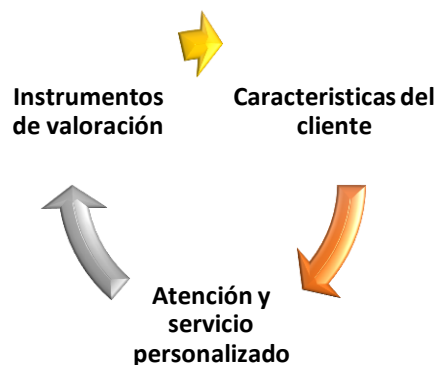 Instrumentos
de valoración
Caracteristicas del
cliente
Atención y
servicio
personalizado